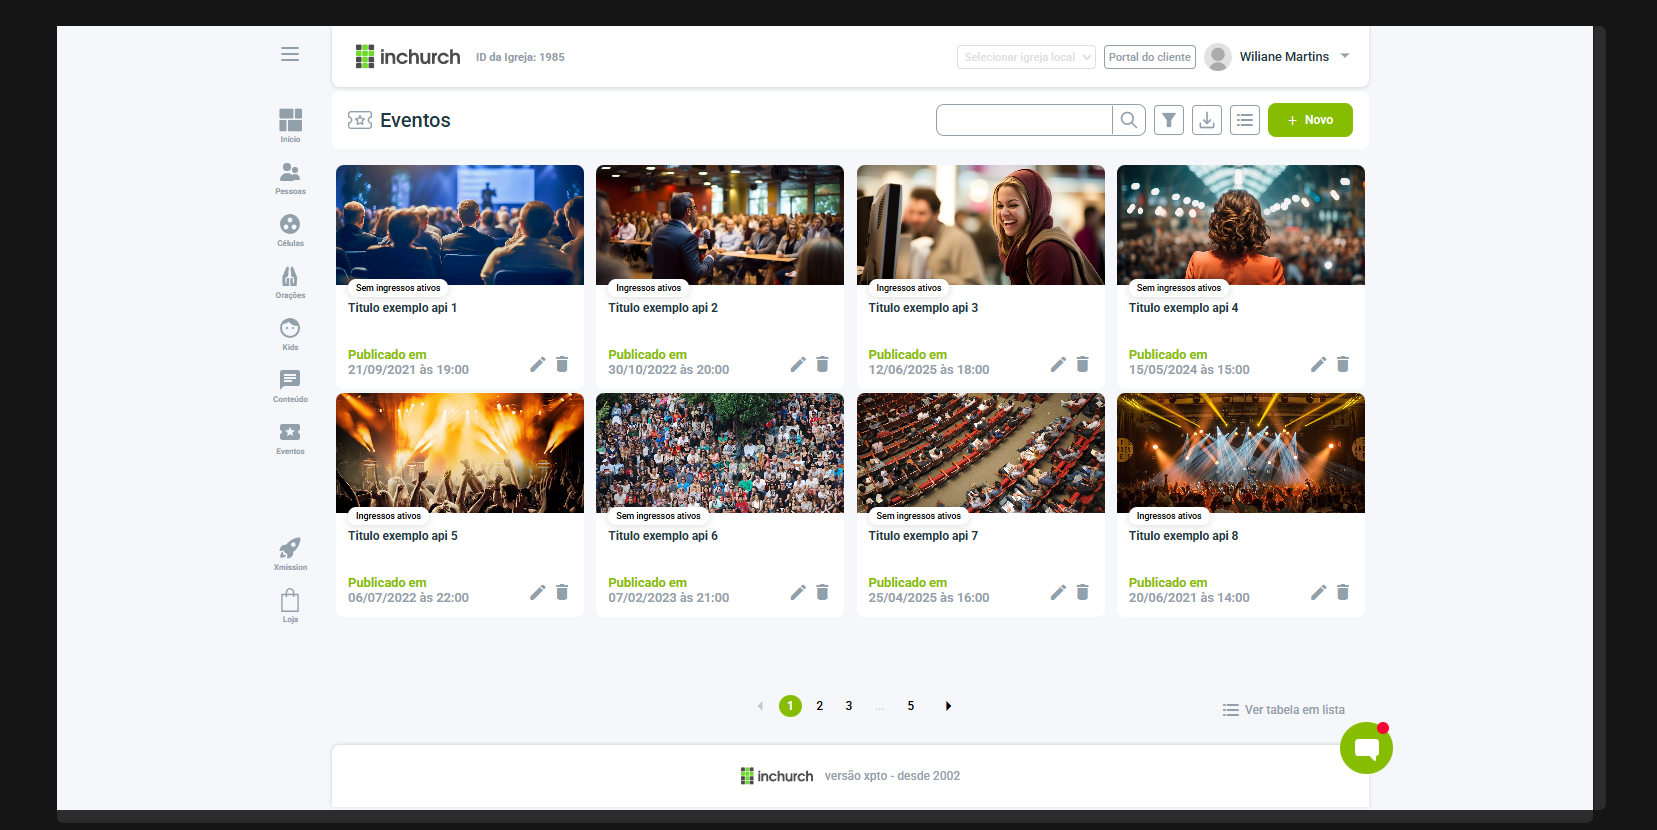 inchurch ID da Igreja: 1985 Selecionar igreja local Portal do cliente Wiliane Martins
Eventos + Novo
Início
Pessoas
Células
Orações
Kids
Conteúdo
Eventos
Xmission
Loja
Sem ingressos ativos
Titulo exemplo api 1
Publicado em
21/09/2021 às 19:00
Ingressos ativos
Titulo exemplo api 2
Publicado em
30/10/2022 às 20:00
Ingressos ativos
Titulo exemplo api 3
Publicado em
12/06/2025 às 18:00
Sem ingressos ativos
Titulo exemplo api 4
Publicado em
15/05/2024 às 15:00
Ingressos ativos
Titulo exemplo api 5
Publicado em
06/07/2022 às 22:00
Sem ingressos ativos
Titulo exemplo api 6
Publicado em
07/02/2023 às 21:00
Sem ingressos ativos
Titulo exemplo api 7
Publicado em
25/04/2025 às 16:00
Ingressos ativos
Titulo exemplo api 8
Publicado em
20/06/2021 às 14:00
1 2 3 ... 5
Ver tabela em lista
inchurch versão xpto - desde 2002